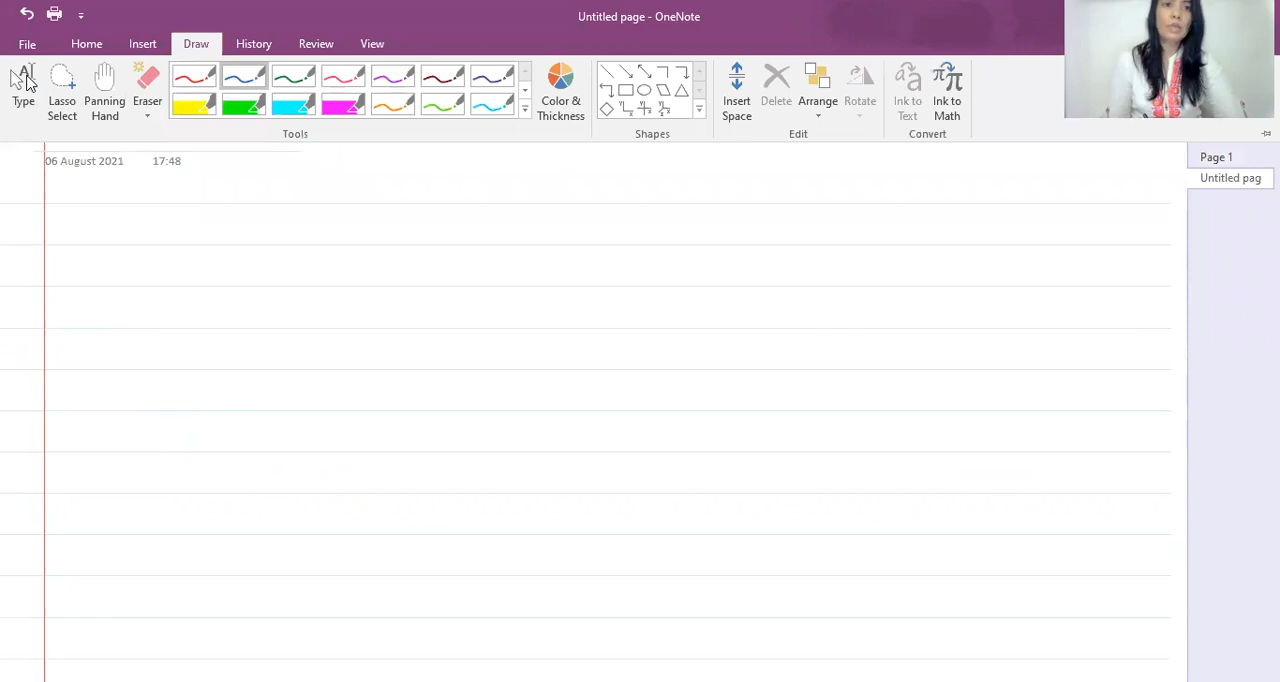 Untitled page - OneNote
File Home Insert Draw History Review View
Type Lasso Select Panning Hand Eraser Color & Thickness Insert Space Delete Arrange Rotate Ink to Text Ink to Math
Tools Shapes Edit Convert
06 August 2021 17:48
Page 1
Untitled pag